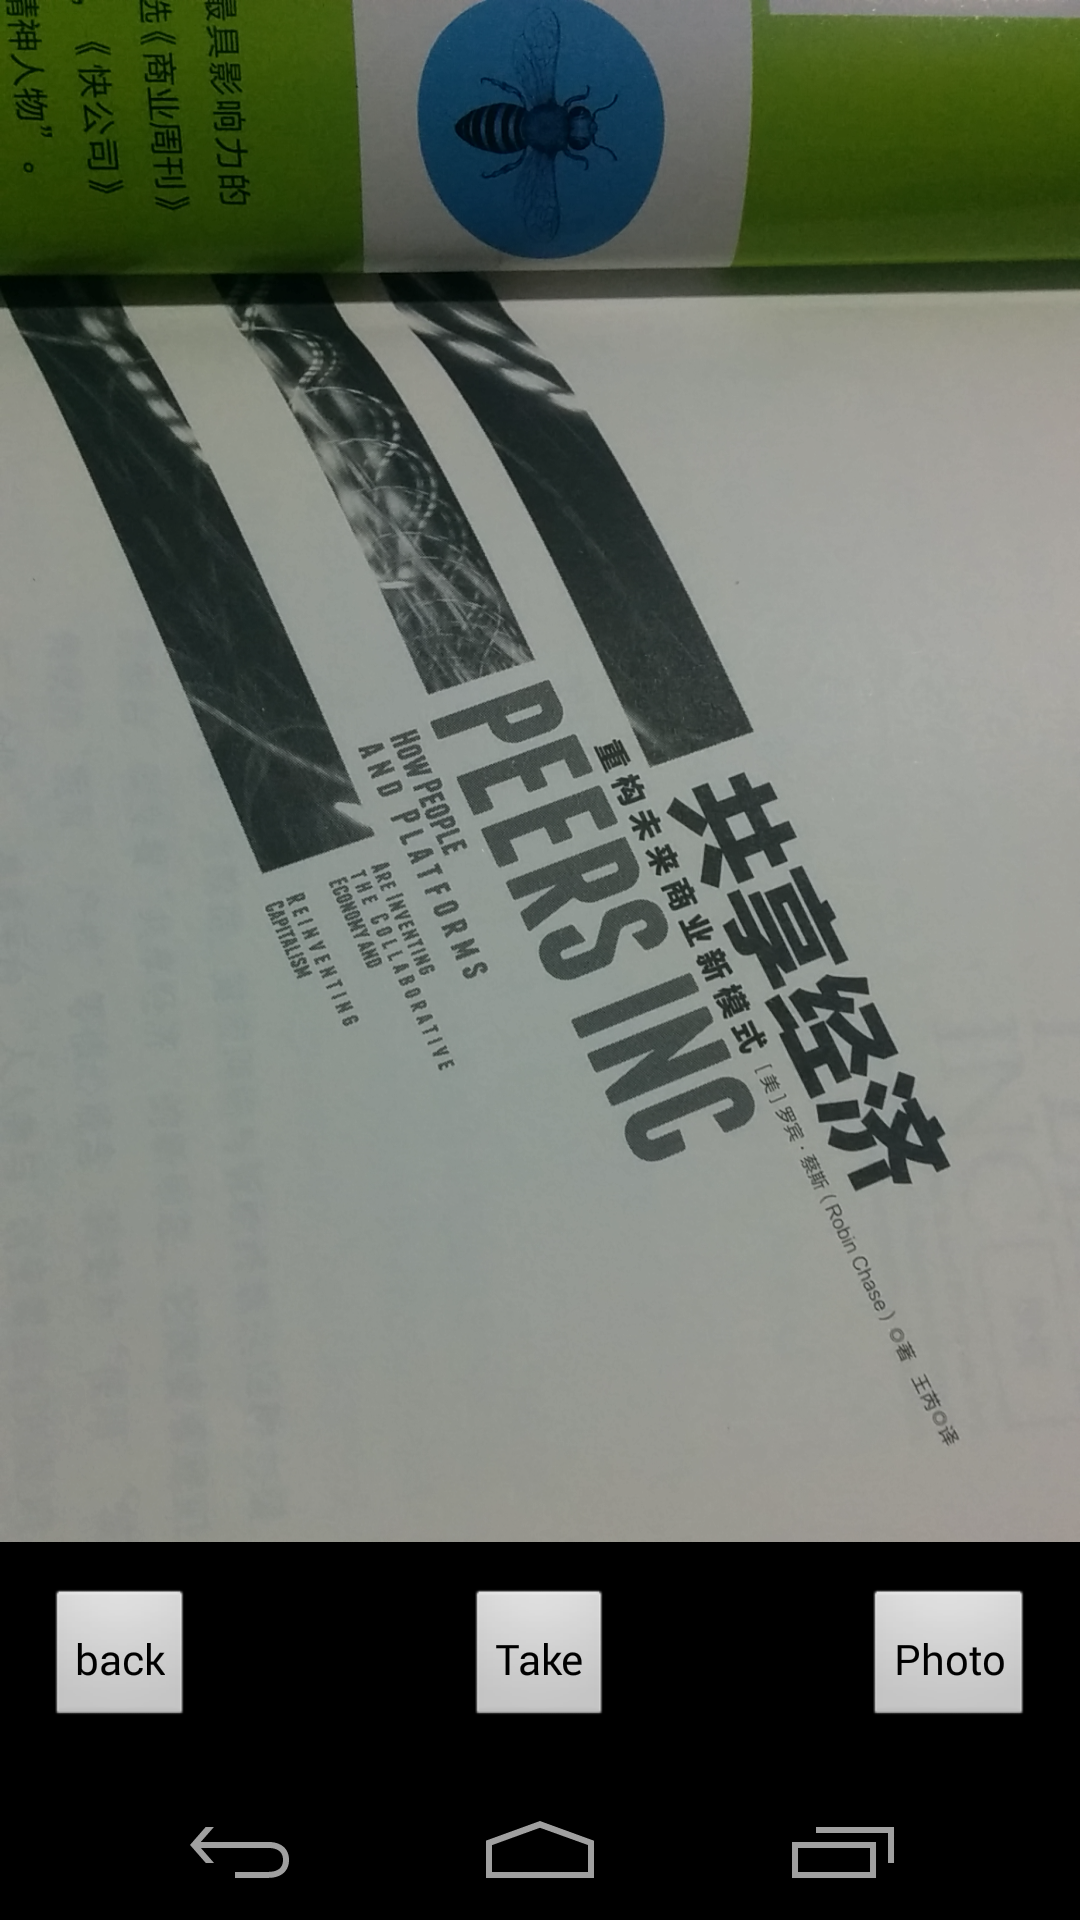 最具影响力的
选《商业周刊》
，《快公司》
精神人物”。
共享经济
重构未来商业新模式
[美]罗宾·蔡斯（Robin Chase）◎著 王芮◎译
PEERS INC
HOW PEOPLE
AND PLATFORMS
ARE INVENTING
THE COLLABORATIVE
ECONOMY AND
REINVENTING
CAPITALISM
back
Take
Photo